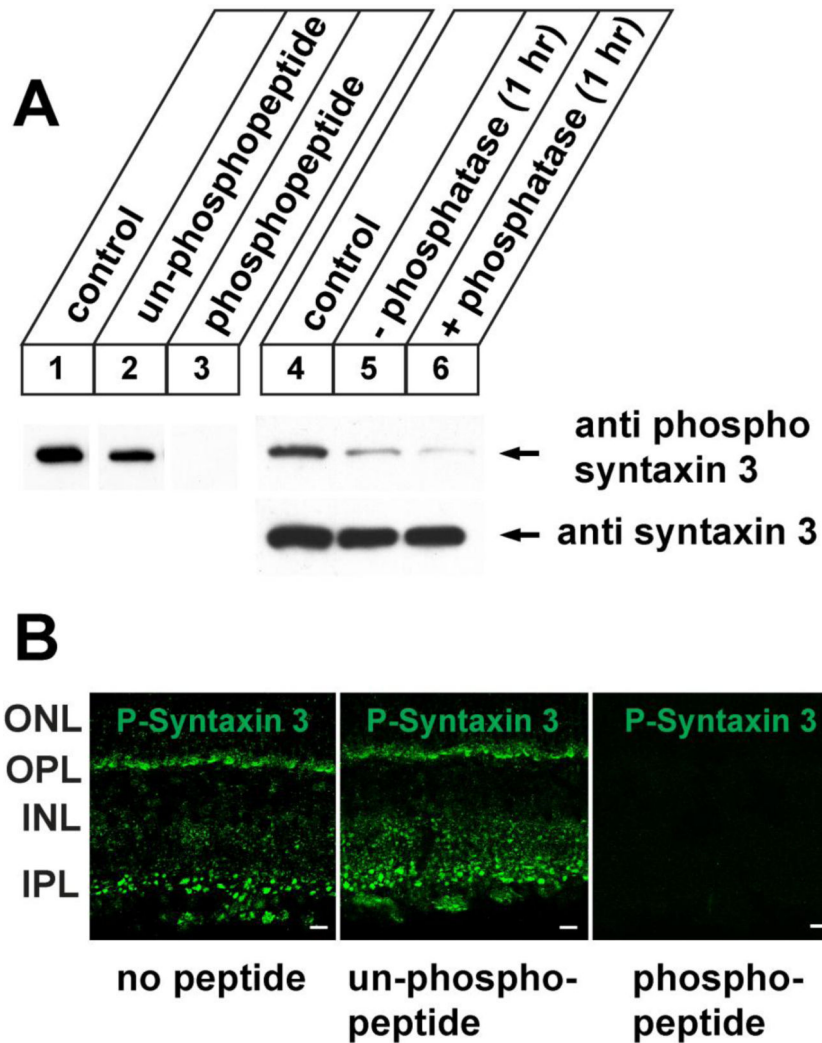 A
control
un-phosphopeptide
phosphopeptide
control
- phosphatase (1 hr)
+ phosphatase (1 hr)
1 2 3 4 5 6
anti phospho
syntaxin 3
anti syntaxin 3
B
ONL
OPL
INL
IPL
P-Syntaxin 3
P-Syntaxin 3
P-Syntaxin 3
no peptide
un-phospho-
peptide
phospho-
peptide